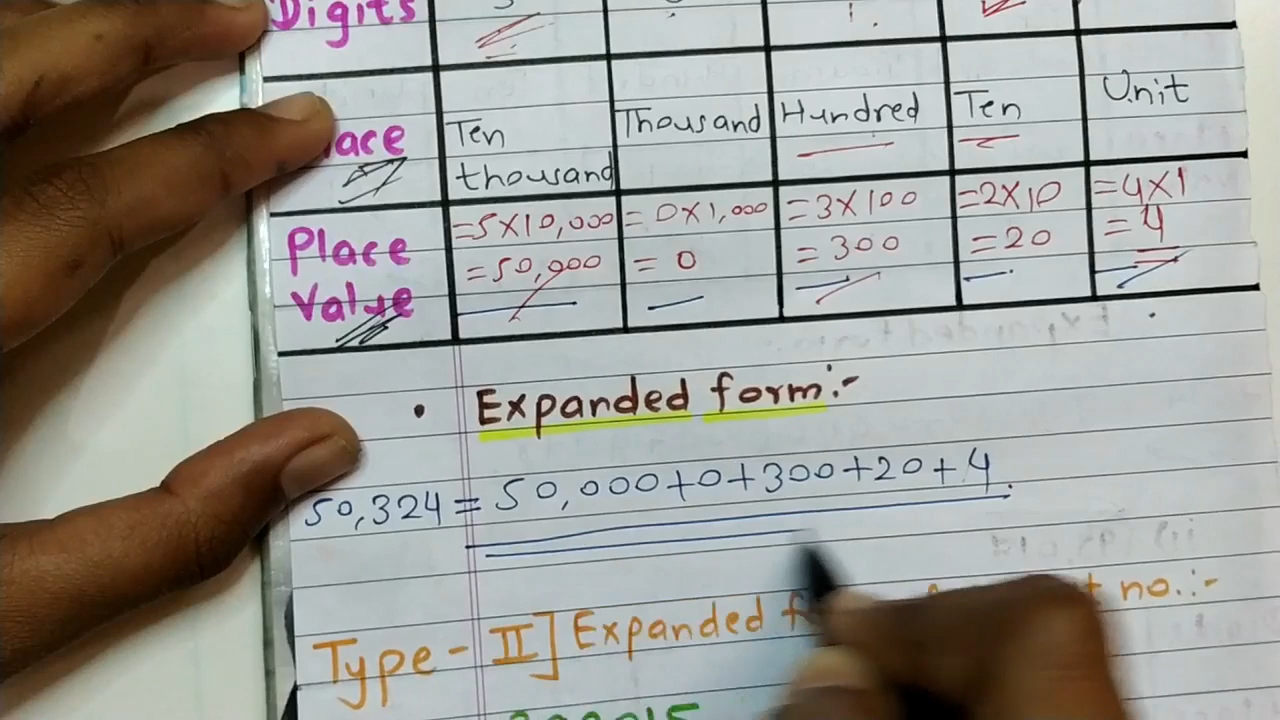 Digits 5
Place Ten thousand Thousand Hundred Ten Unit
Place Value =5×10,000 =0×1,000 =3×100 =2×10 =4×1
=50,000 =0 =300 =20 =4
• Expanded form:-
50,324 = 50,000+0+300+20+4.
Type-II] Expanded no.:-